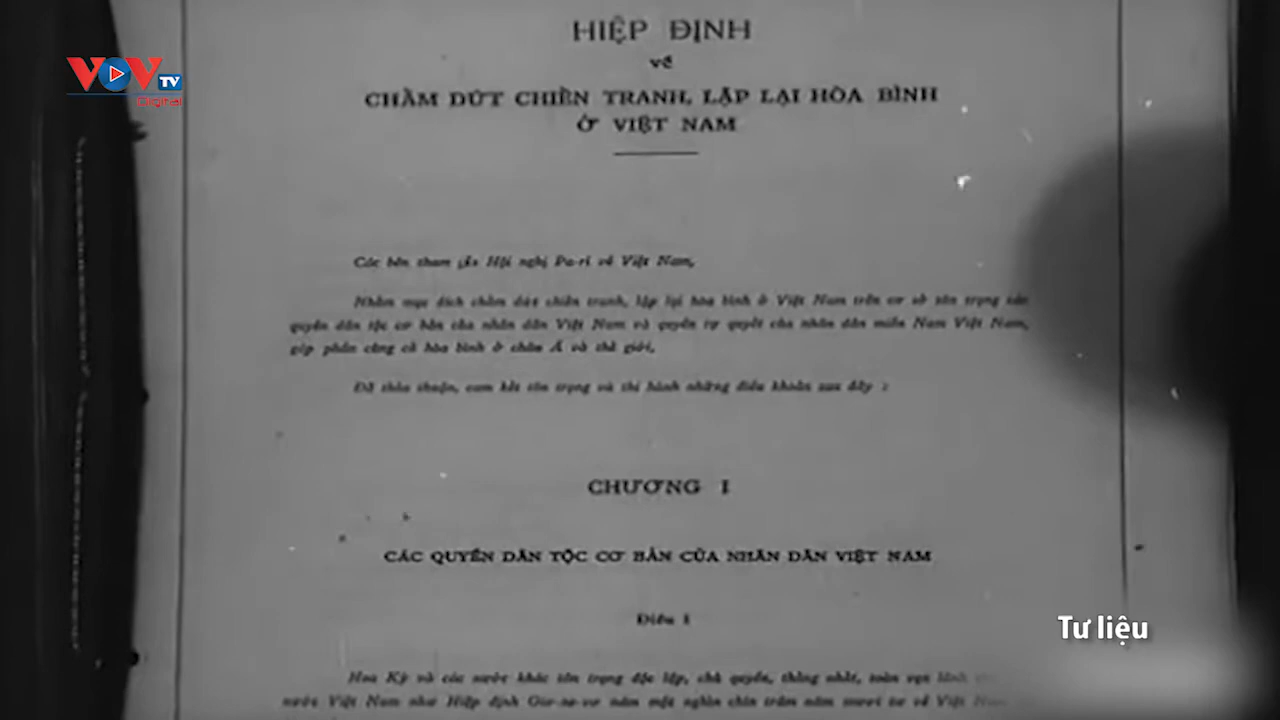 VOV TV
Digital
HIỆP ĐỊNH
về
CHẤM DỨT CHIẾN TRANH, LẬP LẠI HÒA BÌNH
Ở VIỆT NAM
Các bên tham gia Hội nghị Pa-ri về Việt Nam,
Nhằm mục đích chấm dứt chiến tranh, lập lại hòa bình ở Việt Nam trên cơ sở tôn trọng các
quyền dân tộc cơ bản của nhân dân Việt Nam và quyền tự quyết của nhân dân miền Nam Việt Nam,
góp phần củng cố hòa bình ở châu Á và thế giới,
Đã thỏa thuận, cam kết tôn trọng và thi hành những điều khoản sau đây :
CHƯƠNG I
CÁC QUYỀN DÂN TỘC CƠ BẢN CỦA NHÂN DÂN VIỆT NAM
Điều 1
Tư liệu
Hoa Kỳ và các nước khác tôn trọng độc lập, chủ quyền, thống nhất, toàn vẹn lãnh
nước Việt Nam như Hiệp định Giơ-ne-vơ năm một nghìn chín trăm năm mươi tư về Việt